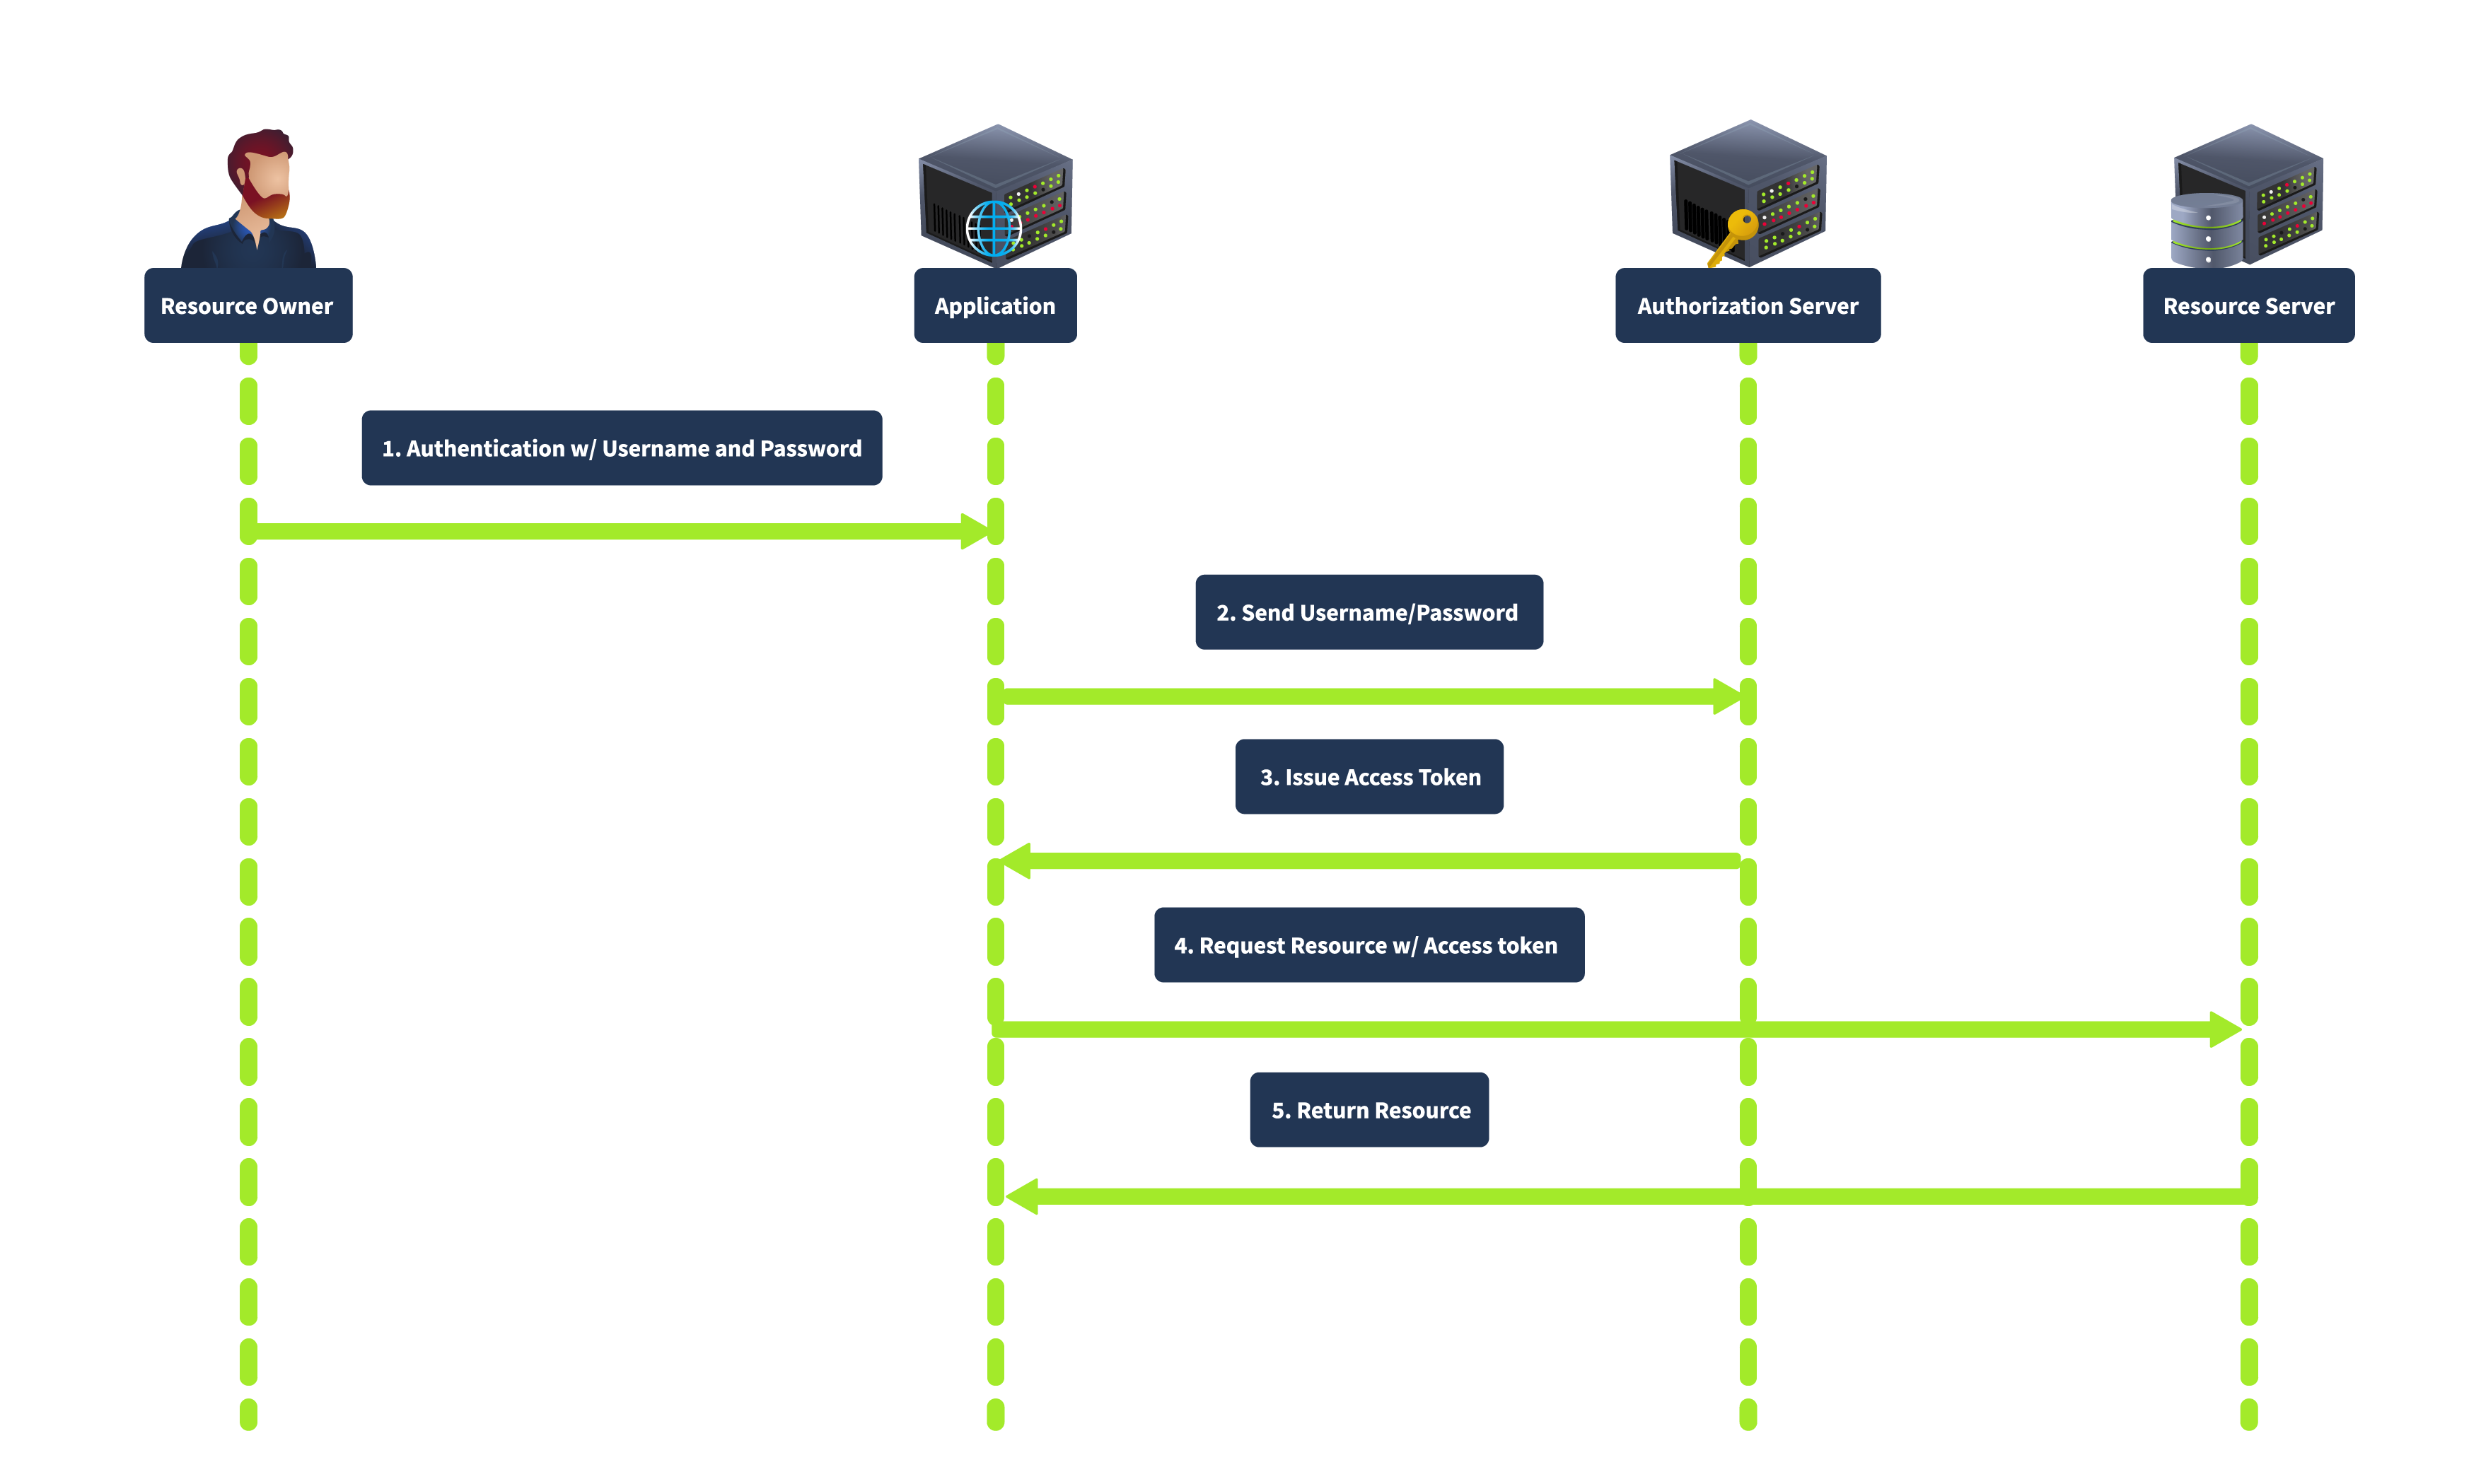 Resource Owner
Application
Authorization Server
Resource Server
1. Authentication w/ Username and Password
2. Send Username/Password
3. Issue Access Token
4. Request Resource w/ Access token
5. Return Resource